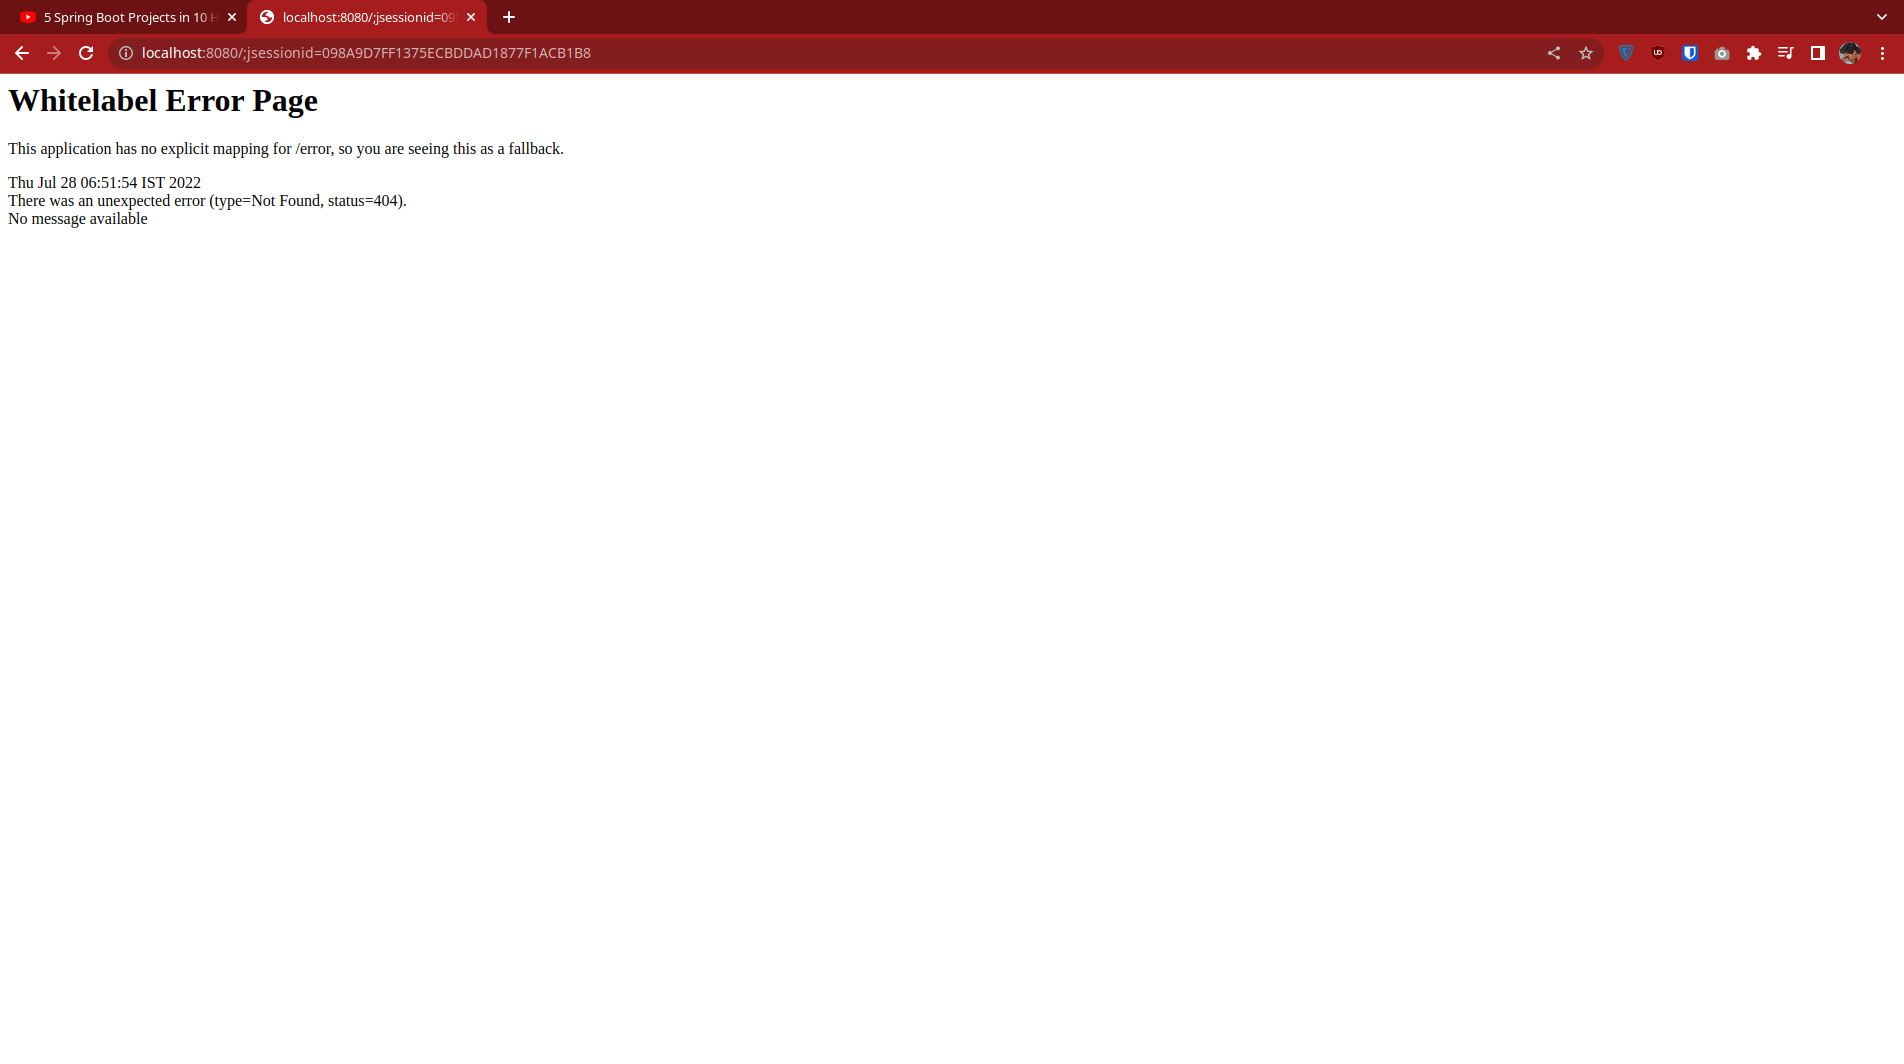 5 Spring Boot Projects in 10 H
localhost:8080/;jsessionid=09
localhost:8080/;jsessionid=098A9D7FF1375ECBDDAD1877F1ACB1B8
Whitelabel Error Page
This application has no explicit mapping for /error, so you are seeing this as a fallback.
Thu Jul 28 06:51:54 IST 2022
There was an unexpected error (type=Not Found, status=404).
No message available